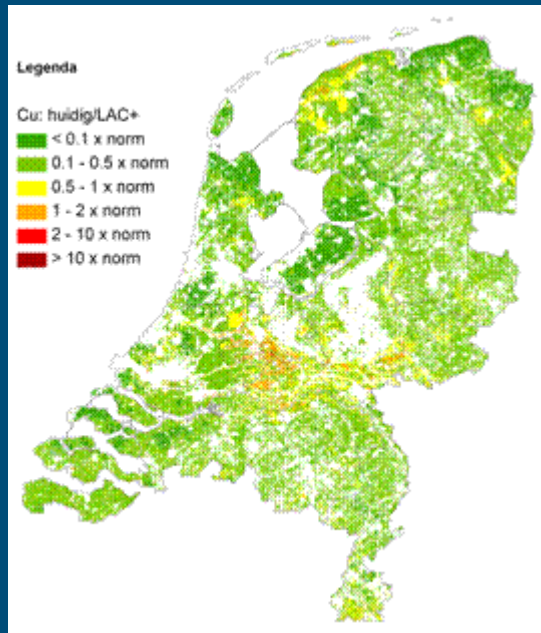 Legenda
Cu: huidig/LAC+
< 0.1 x norm
0.1 - 0.5 x norm
0.5 - 1 x norm
1 - 2 x norm
2 - 10 x norm
> 10 x norm